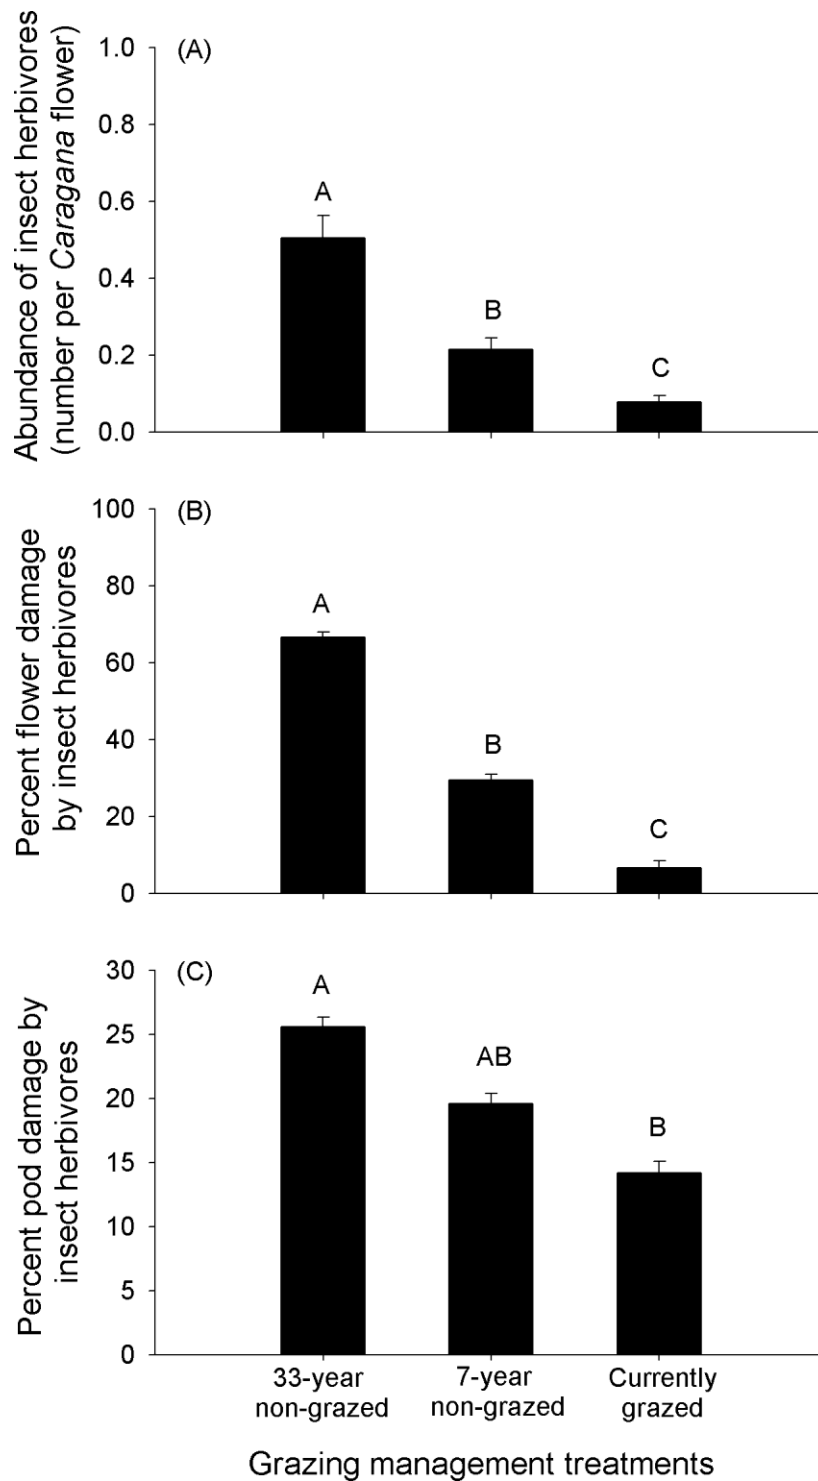 Abundance of insect herbivores
(number per Caragana flower)
(A)
1.0
0.8
0.6
0.4
0.2
0.0
A
B
C
Percent flower damage
by insect herbivores
(B)
100
80
60
40
20
0
A
B
C
Percent pod damage by
insect herbivores
(C)
30
25
20
15
10
5
0
A
AB
B
33-year
non-grazed
7-year
non-grazed
Currently
grazed
Grazing management treatments